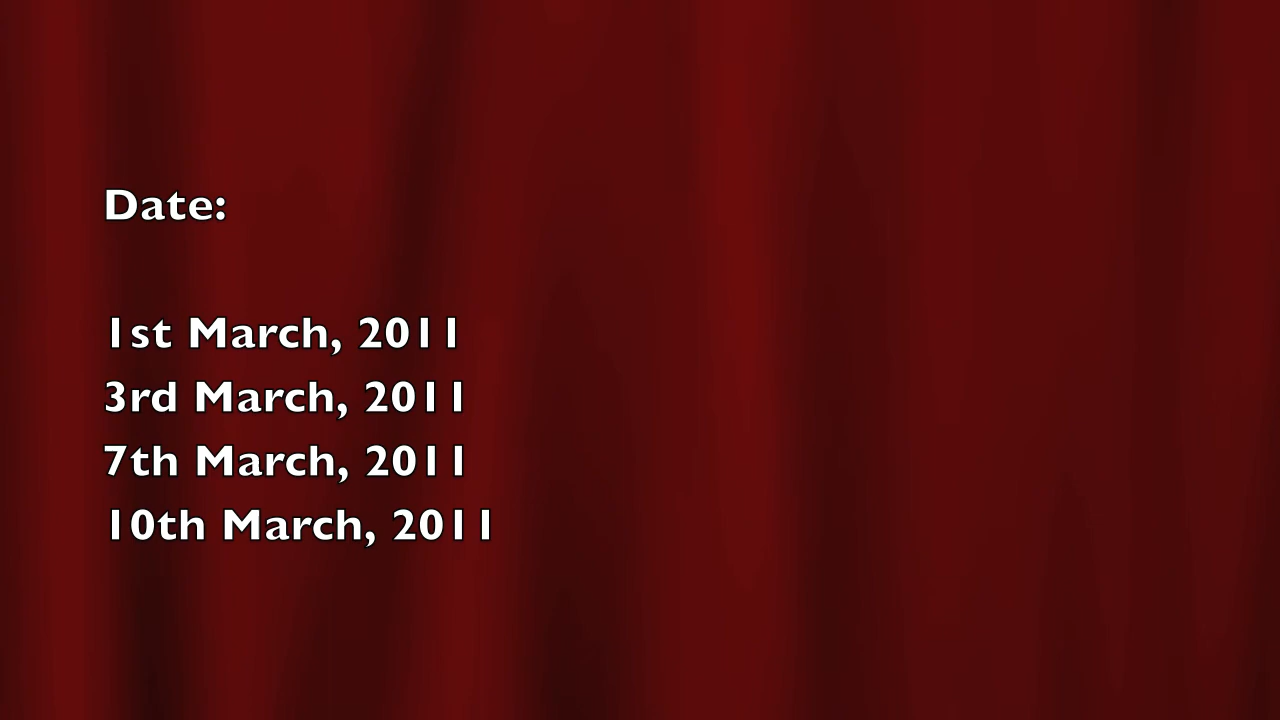 Date:
1st March, 2011
3rd March, 2011
7th March, 2011
10th March, 2011